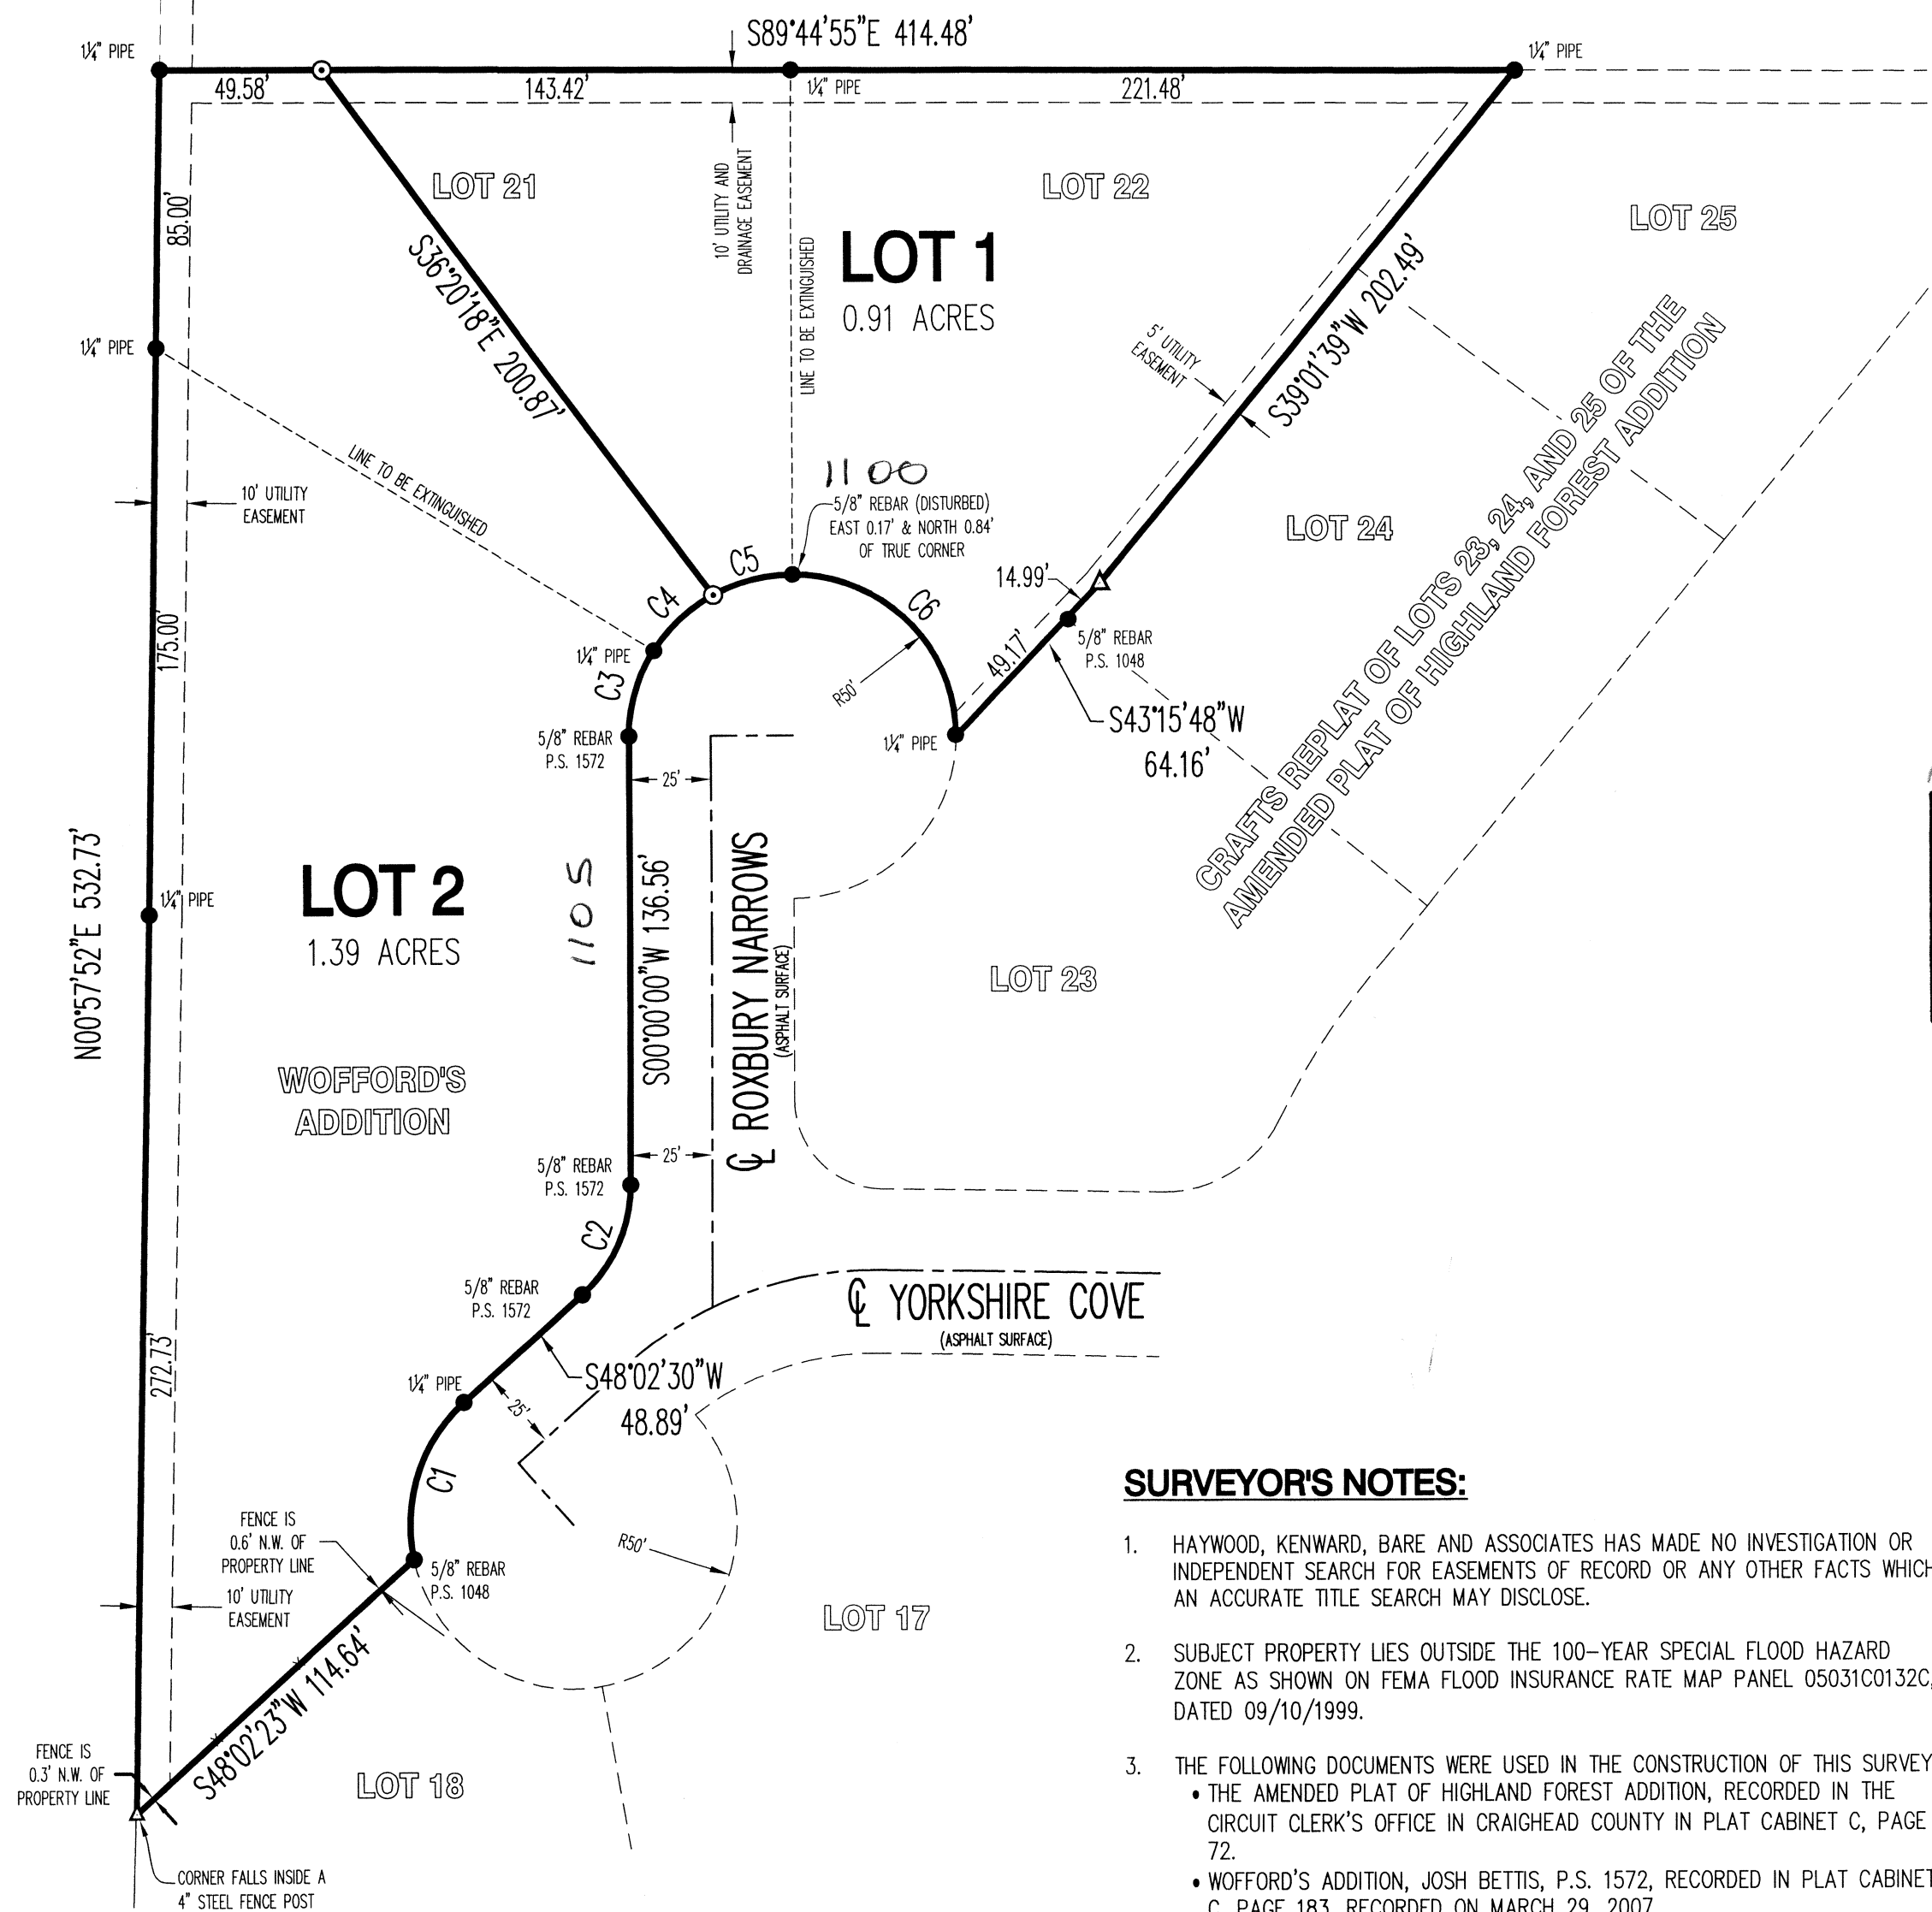 S89°44'55"E 414.48'
1¼" PIPE
1¼" PIPE
49.58'
143.42'
1¼" PIPE
221.48'
LOT 21
LOT 22
LOT 25
85.00'
10' UTILITY AND
DRAINAGE EASEMENT
LINE TO BE EXTINGUISHED
LOT 1
0.91 ACRES
S36°20'18"E 200.87'
S39°01'39"W 202.49'
5' UTILITY
EASEMENT
1¼" PIPE
LINE TO BE EXTINGUISHED
10' UTILITY
EASEMENT
1100
5/8" REBAR (DISTURBED)
EAST 0.17' & NORTH 0.84'
OF TRUE CORNER
LOT 24
CRAFTS REPLAT OF LOTS 23, 24, AND 25 OF THE
AMENDED PLAT OF HIGHLAND FOREST ADDITION
C5
C4
C6
14.99'
175.00'
1¼" PIPE
C3
R50'
49.17'
5/8" REBAR
P.S. 1048
S43°15'48"W
64.16'
5/8" REBAR
P.S. 1572
1¼" PIPE
25'
N00°57'52"E 532.73'
1¼" PIPE
LOT 2
1.39 ACRES
1105
S00°00'00"W 136.56'
℄ ROXBURY NARROWS
(ASPHALT SURFACE)
LOT 23
WOFFORD'S
ADDITION
5/8" REBAR
P.S. 1572
25'
C2
5/8" REBAR
P.S. 1572
℄ YORKSHIRE COVE
(ASPHALT SURFACE)
272.73'
1¼" PIPE
S48°02'30"W
48.89'
25'
C1
FENCE IS
0.6' N.W. OF
PROPERTY LINE
R50'
5/8" REBAR
P.S. 1048
10' UTILITY
EASEMENT
LOT 17
S48°02'23"W 114.64'
FENCE IS
0.3' N.W. OF
PROPERTY LINE
LOT 18
CORNER FALLS INSIDE A
4" STEEL FENCE POST
SURVEYOR'S NOTES:
1. HAYWOOD, KENWARD, BARE AND ASSOCIATES HAS MADE NO INVESTIGATION OR
INDEPENDENT SEARCH FOR EASEMENTS OF RECORD OR ANY OTHER FACTS WHICH
AN ACCURATE TITLE SEARCH MAY DISCLOSE.
2. SUBJECT PROPERTY LIES OUTSIDE THE 100-YEAR SPECIAL FLOOD HAZARD
ZONE AS SHOWN ON FEMA FLOOD INSURANCE RATE MAP PANEL 05031C0132C,
DATED 09/10/1999.
3. THE FOLLOWING DOCUMENTS WERE USED IN THE CONSTRUCTION OF THIS SURVEY
• THE AMENDED PLAT OF HIGHLAND FOREST ADDITION, RECORDED IN THE
CIRCUIT CLERK'S OFFICE IN CRAIGHEAD COUNTY IN PLAT CABINET C, PAGE
72.
• WOFFORD'S ADDITION, JOSH BETTIS, P.S. 1572, RECORDED IN PLAT CABINET
C, PAGE 183, RECORDED ON MARCH 29, 2007